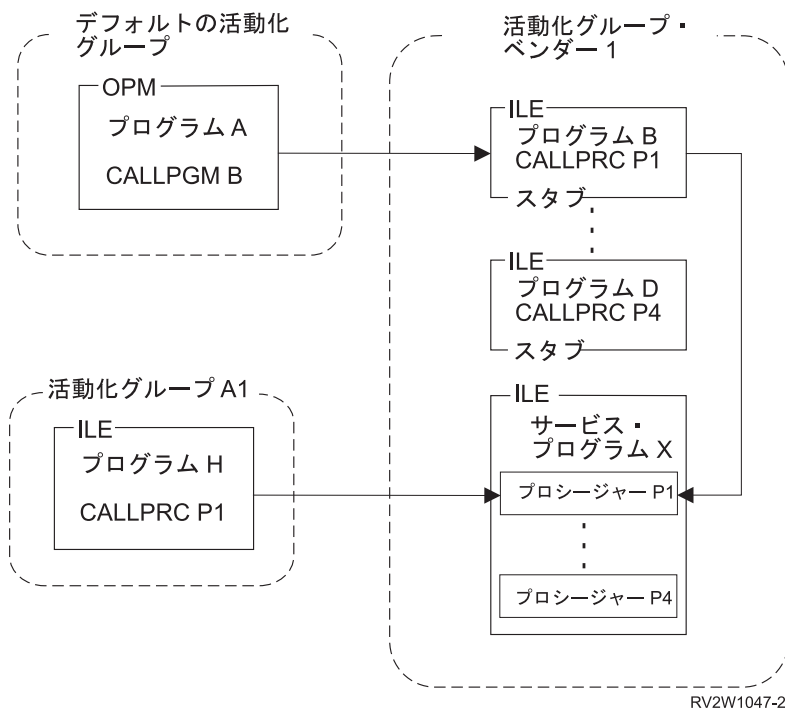 デフォルトの活動化
グループ
OPM
プログラム A
CALLPGM B
活動化グループ・
ベンダー 1
ILE
プログラム B
CALLPRC P1
スタブ
ILE
プログラム D
CALLPRC P4
スタブ
活動化グループ A1
ILE
プログラム H
CALLPRC P1
ILE
サービス・
プログラム X
プロシージャー P1
プロシージャー P4
RV2W1047-2